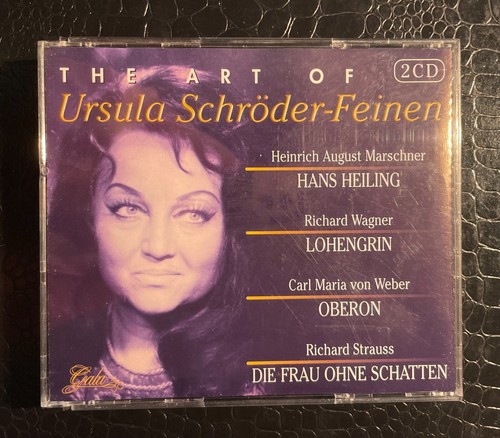 THE ART OF
2CD
Ursula Schröder-Feinen
Heinrich August Marschner
HANS HEILING
Richard Wagner
LOHENGRIN
Carl Maria von Weber
OBERON
Richard Strauss
DIE FRAU OHNE SCHATTEN
Gala